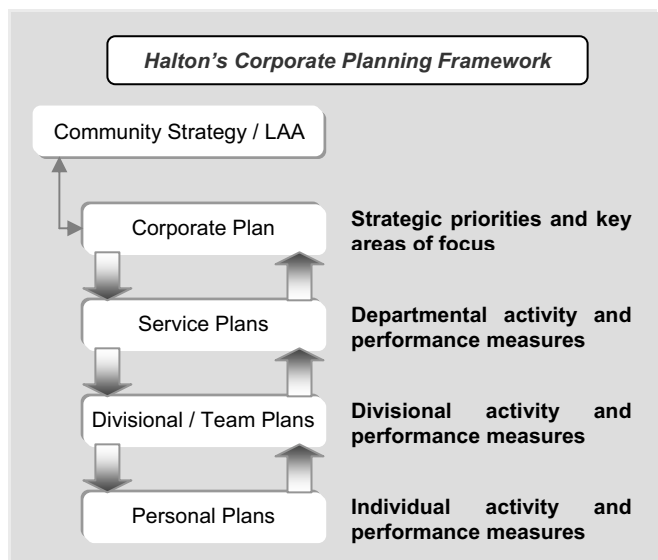 Halton's Corporate Planning Framework
Community Strategy / LAA
Corporate Plan
Strategic priorities and key
areas of focus
Service Plans
Departmental activity and
performance measures
Divisional / Team Plans
Divisional activity and
performance measures
Personal Plans
Individual activity and
performance measures